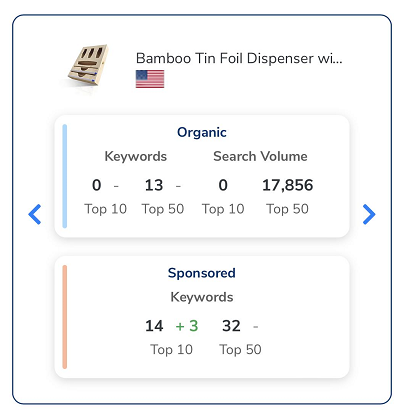 Bamboo Tin Foil Dispenser wi...
Organic
Keywords Search Volume
0 - 13 - 0 17,856
Top 10 Top 50 Top 10 Top 50
Sponsored
Keywords
14 + 3 32 -
Top 10 Top 50